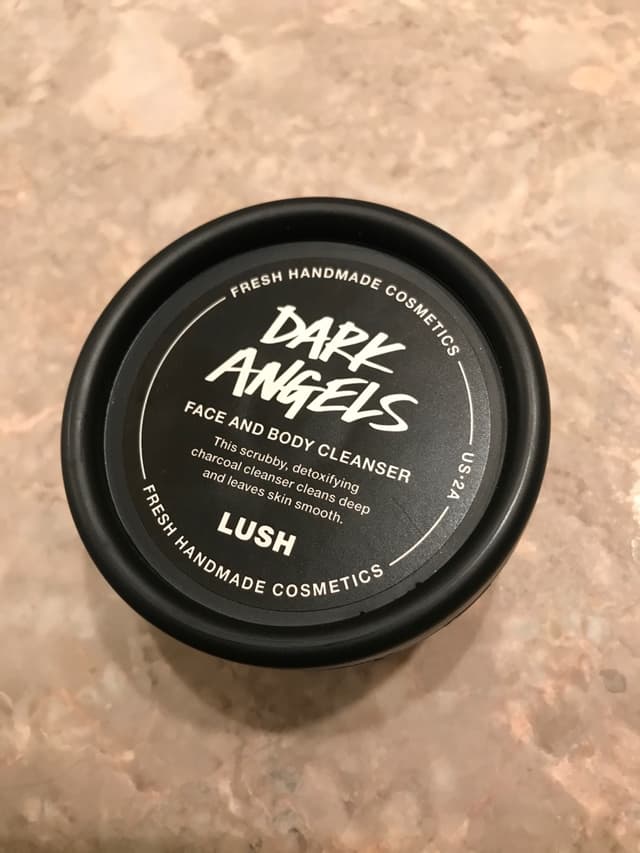 FRESH HANDMADE COSMETICS
DARK
ANGELS
FACE AND BODY CLEANSER
This scrubby, detoxifying
charcoal cleanser cleans deep
and leaves skin smooth.
LUSH
US·2A
FRESH HANDMADE COSMETICS